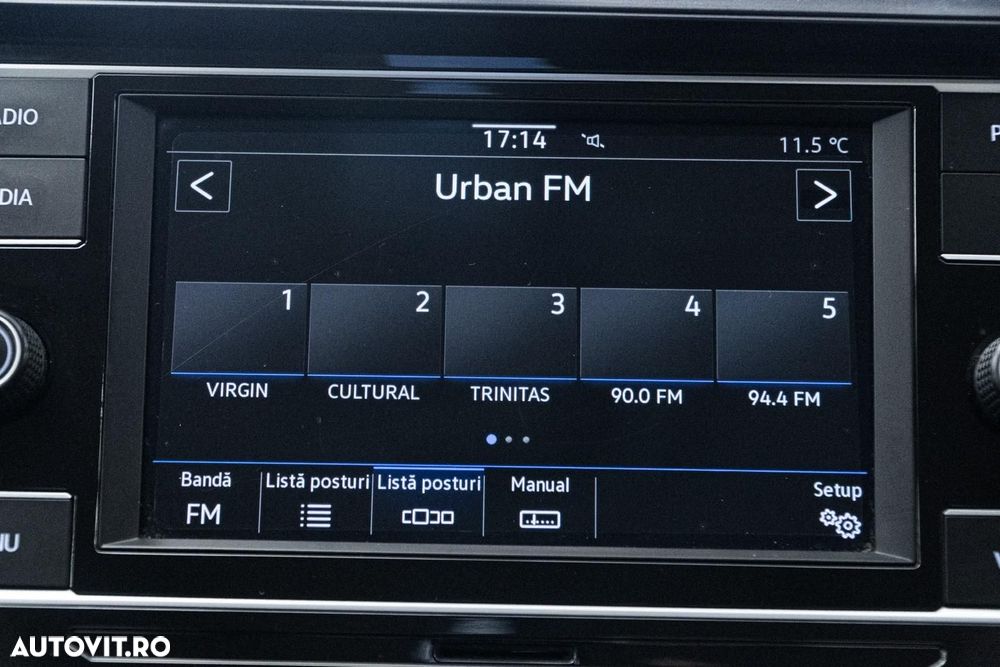 17:14
11.5 °C
<
Urban FM
>
1
2
3
4
5
VIRGIN
CULTURAL
TRINITAS
90.0 FM
94.4 FM
Bandă
FM
Listă posturi
Listă posturi
Manual
Setup
ADIO
DIA
AUTOVIT.RO